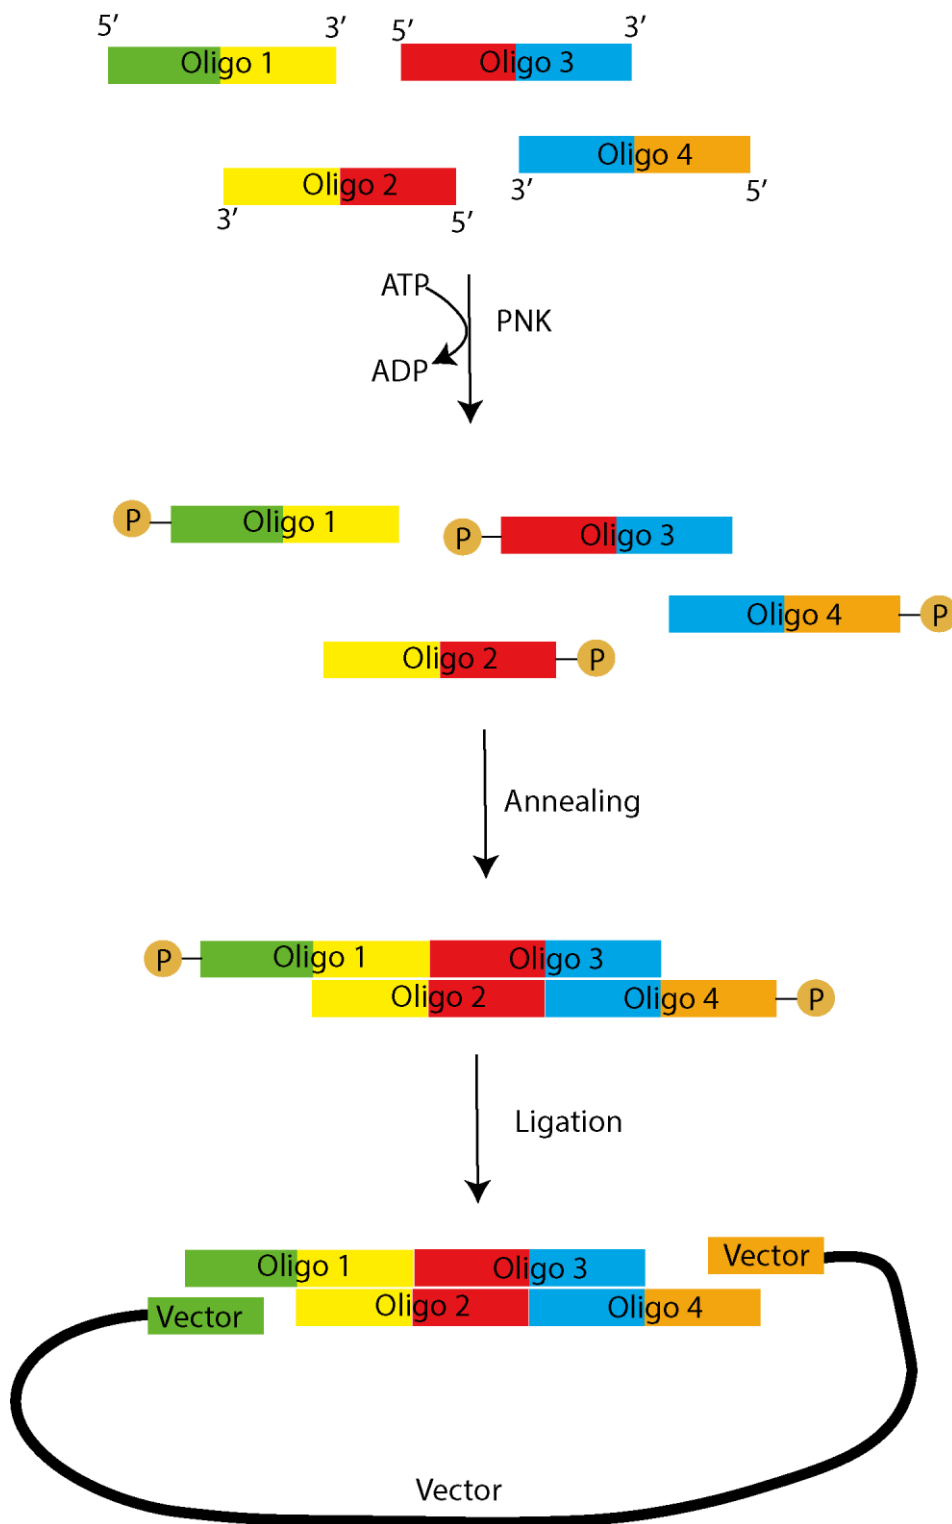 5’ 3’ 5’ 3’
Oligo 1 Oligo 3
Oligo 4
Oligo 2
3’ 5’
3’ 5’
ATP
PNK
ADP
P Oligo 1
P Oligo 3
Oligo 4 P
Oligo 2 P
Annealing
P Oligo 1 Oligo 3
Oligo 2 Oligo 4 P
Ligation
Oligo 1 Oligo 3 Vector
Vector Oligo 2 Oligo 4
Vector